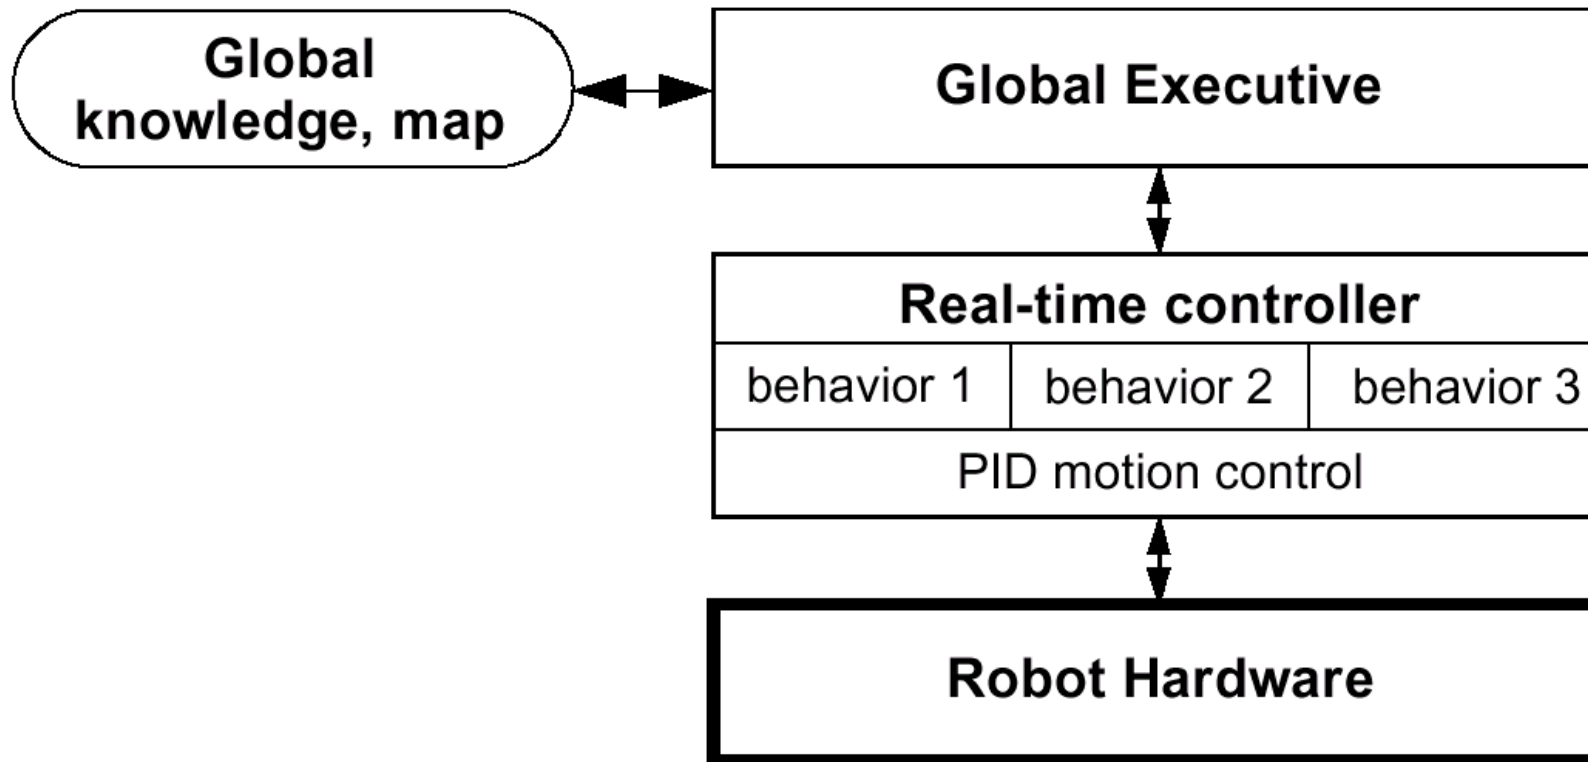 Global
knowledge, map
Global Executive
Real-time controller
behavior 1
behavior 2
behavior 3
PID motion control
Robot Hardware